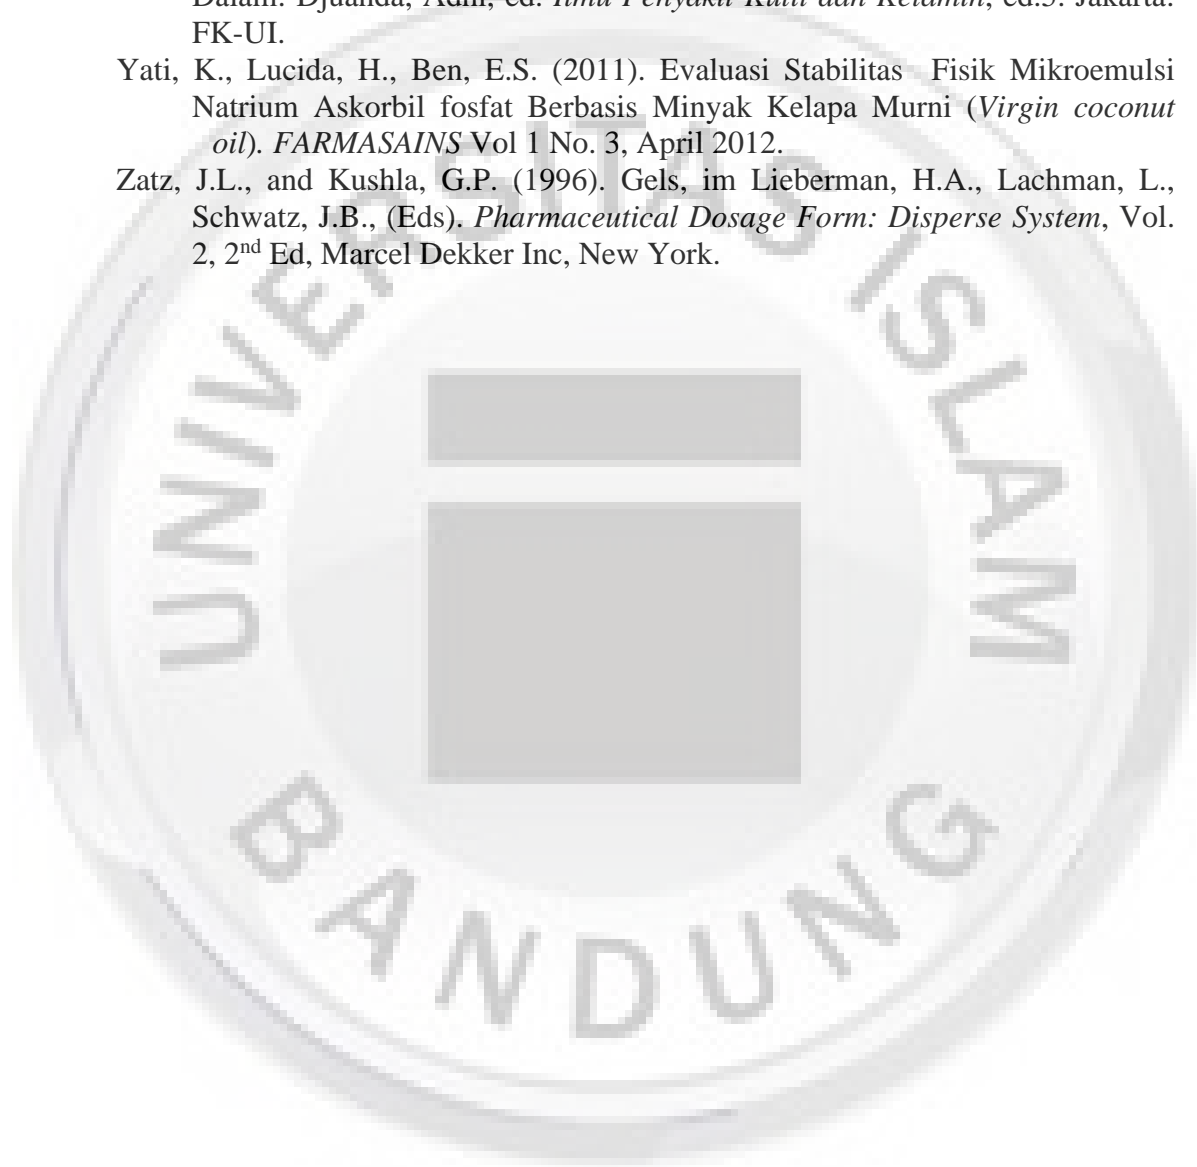 FK-UI.
Yati, K., Lucida, H., Ben, E.S. (2011). Evaluasi Stabilitas Fisik Mikroemulsi
Natrium Askorbil fosfat Berbasis Minyak Kelapa Murni (Virgin coconut
oil). FARMASAINS Vol 1 No. 3, April 2012.
Zatz, J.L., and Kushla, G.P. (1996). Gels, im Lieberman, H.A., Lachman, L.,
Schwatz, J.B., (Eds). Pharmaceutical Dosage Form: Disperse System, Vol.
2, 2nd Ed, Marcel Dekker Inc, New York.
UNIVERSITAS ISLAM
BANDUNG